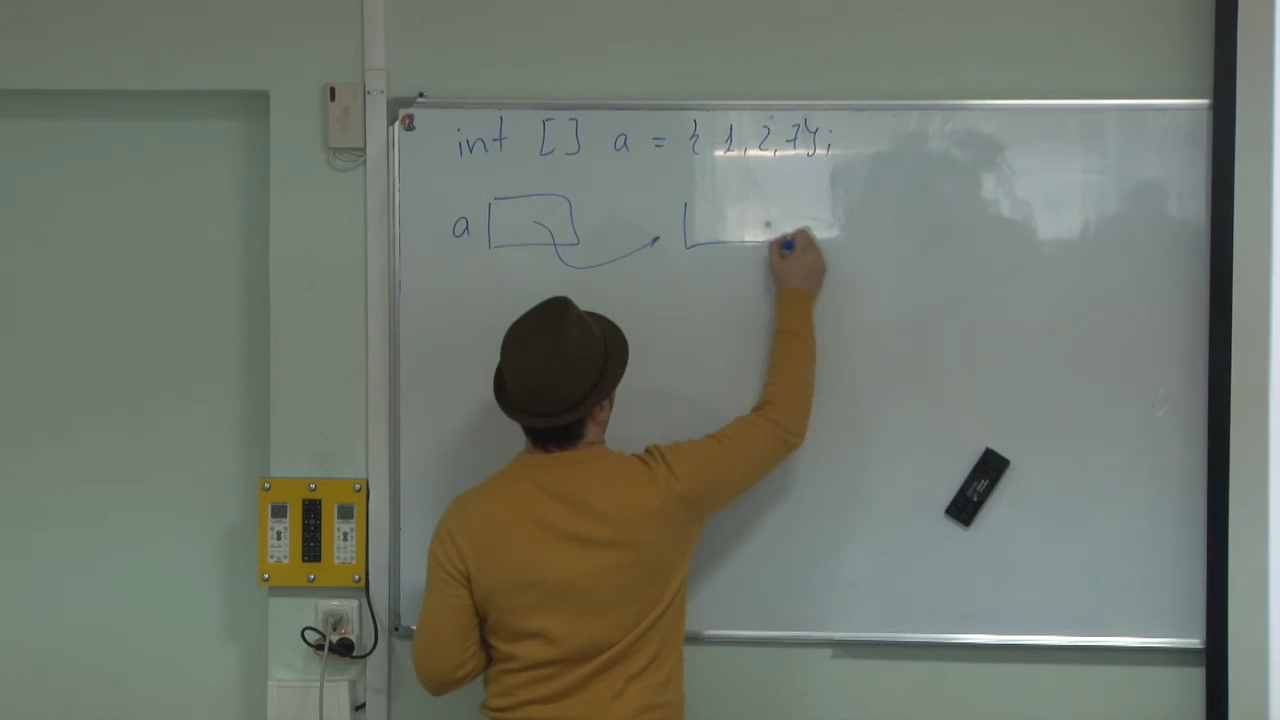 int [] a = { 1, 2, 7};
a